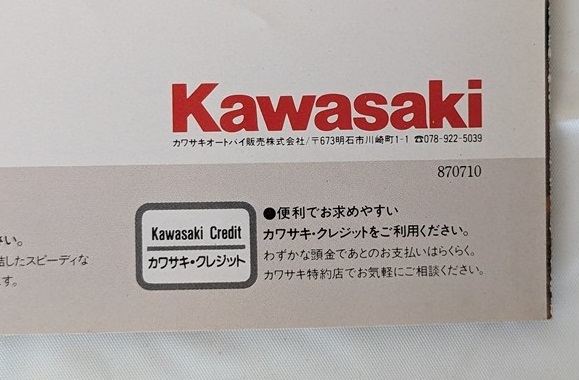 Kawasaki
カワサキオートバイ販売株式会社/〒673明石市川崎町1-1 ☎078-922-5039
870710
Kawasaki Credit
カワサキ・クレジット
●便利でお求めやすい
カワサキ・クレジットをご利用ください。
わずかな頭金であとのお支払いはらくらく。
カワサキ特約店でお気軽にご相談ください。
さい。
結したスピーディな
す。